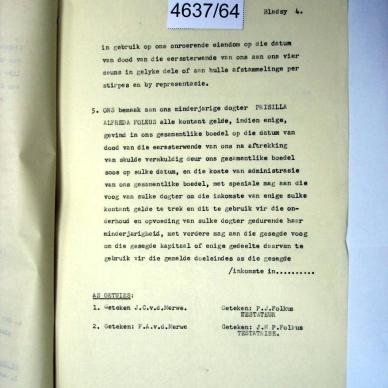 4637/64
Bladsy 4.
in gebruik op ons onroerende eiendom op die datum
van dood van die eerssterwende van ons aan ons vier
seuns in gelyke dele of aan hulle afstammelinge per
stirpes en by representasie.
5. ONS bemaak aan ons minderjarige dogter PRISILLA
ALFREDA FOLKUS alle kontant gelde, indien enige,
gevind in ons gesamentlike boedel op die datum van
dood van die eerssterwende van ons na aftrekking
van skulde verskuldig deur ons gesamentlike boedel
soos op sulke datum, en die koste van administrasie
van ons gesamentlike boedel, met spesiale mag aan die
voog van sulke dogter om die inkomste van enige sulke
kontant gelde te trek en dit te gebruik vir die on-
derhoud en opvoeding van sulke dogter gedurende haar
minderjarigheid, met verdere mag aan die gesegde voog
om die gesegde kapitaal of enige gedeelte daarvan te
gebruik vir die gemelde doeleindes as die gesegde
/inkomste in..........
AS GETUIES:
1. Geteken J.C.v.d.Merwe.
Geteken: P.J.Folkus
TESTATEUR
2. Geteken: F.A.v.d.Merwe
Geteken: J.H P.Folkus
TESTATRISE.